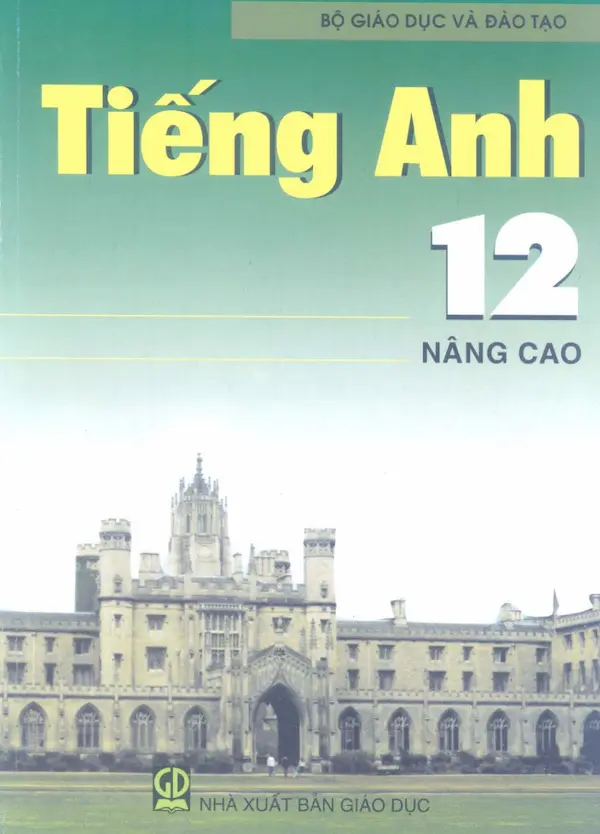 BỘ GIÁO DỤC VÀ ĐÀO TẠO
Tiếng Anh
12
NÂNG CAO
GD
NHÀ XUẤT BẢN GIÁO DỤC